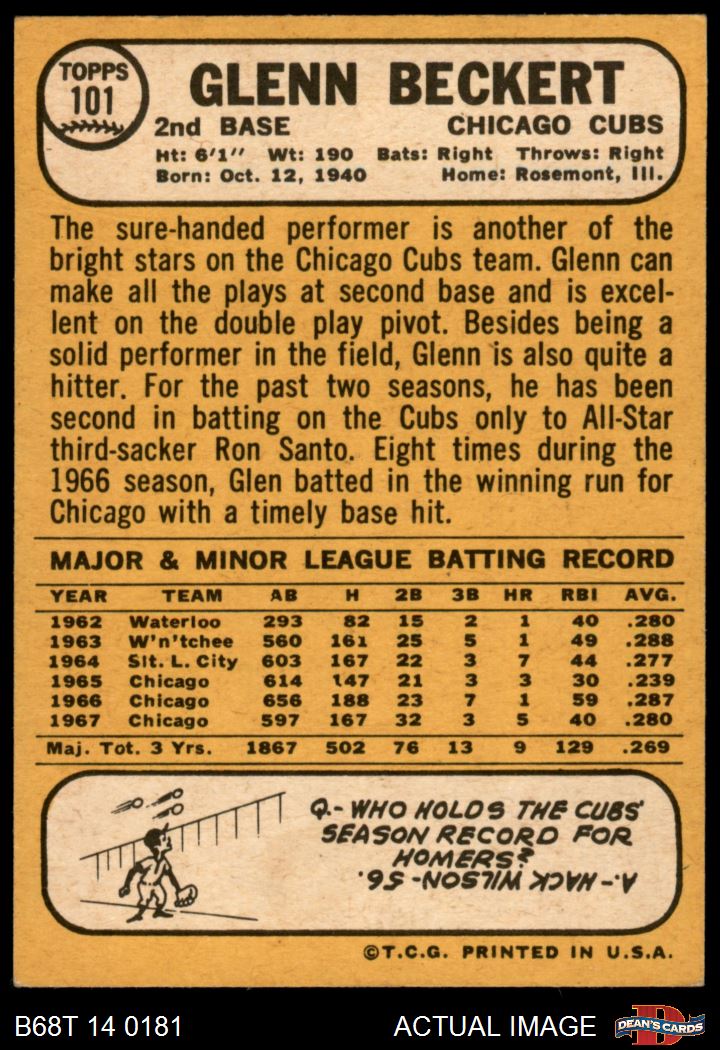 TOPPS
101
GLENN BECKERT
2nd BASE CHICAGO CUBS
Ht: 6'1" Wt: 190 Bats: Right Throws: Right
Born: Oct. 12, 1940 Home: Rosemont, Ill.
The sure-handed performer is another of the
bright stars on the Chicago Cubs team. Glenn can
make all the plays at second base and is excel-
lent on the double play pivot. Besides being a
solid performer in the field, Glenn is also quite a
hitter. For the past two seasons, he has been
second in batting on the Cubs only to All-Star
third-sacker Ron Santo. Eight times during the
1966 season, Glen batted in the winning run for
Chicago with a timely base hit.
MAJOR & MINOR LEAGUE BATTING RECORD
YEAR TEAM AB H 2B 3B HR RBI AVG.
1962 Waterloo 293 82 15 2 1 40 .280
1963 W'n'tchee 560 161 25 5 1 49 .288
1964 Slt. L. City 603 167 22 3 7 44 .277
1965 Chicago 614 147 21 3 3 30 .239
1966 Chicago 656 188 23 7 1 59 .287
1967 Chicago 597 167 32 3 5 40 .280
Maj. Tot. 3 Yrs. 1867 502 76 13 9 129 .269
Q.- WHO HOLDS THE CUBS'
SEASON RECORD FOR
HOMERS?
A.- HACK WILSON- 56.
©T.C.G. PRINTED IN U.S.A.
B68T 14 0181 ACTUAL IMAGE DEAN'S CARDS